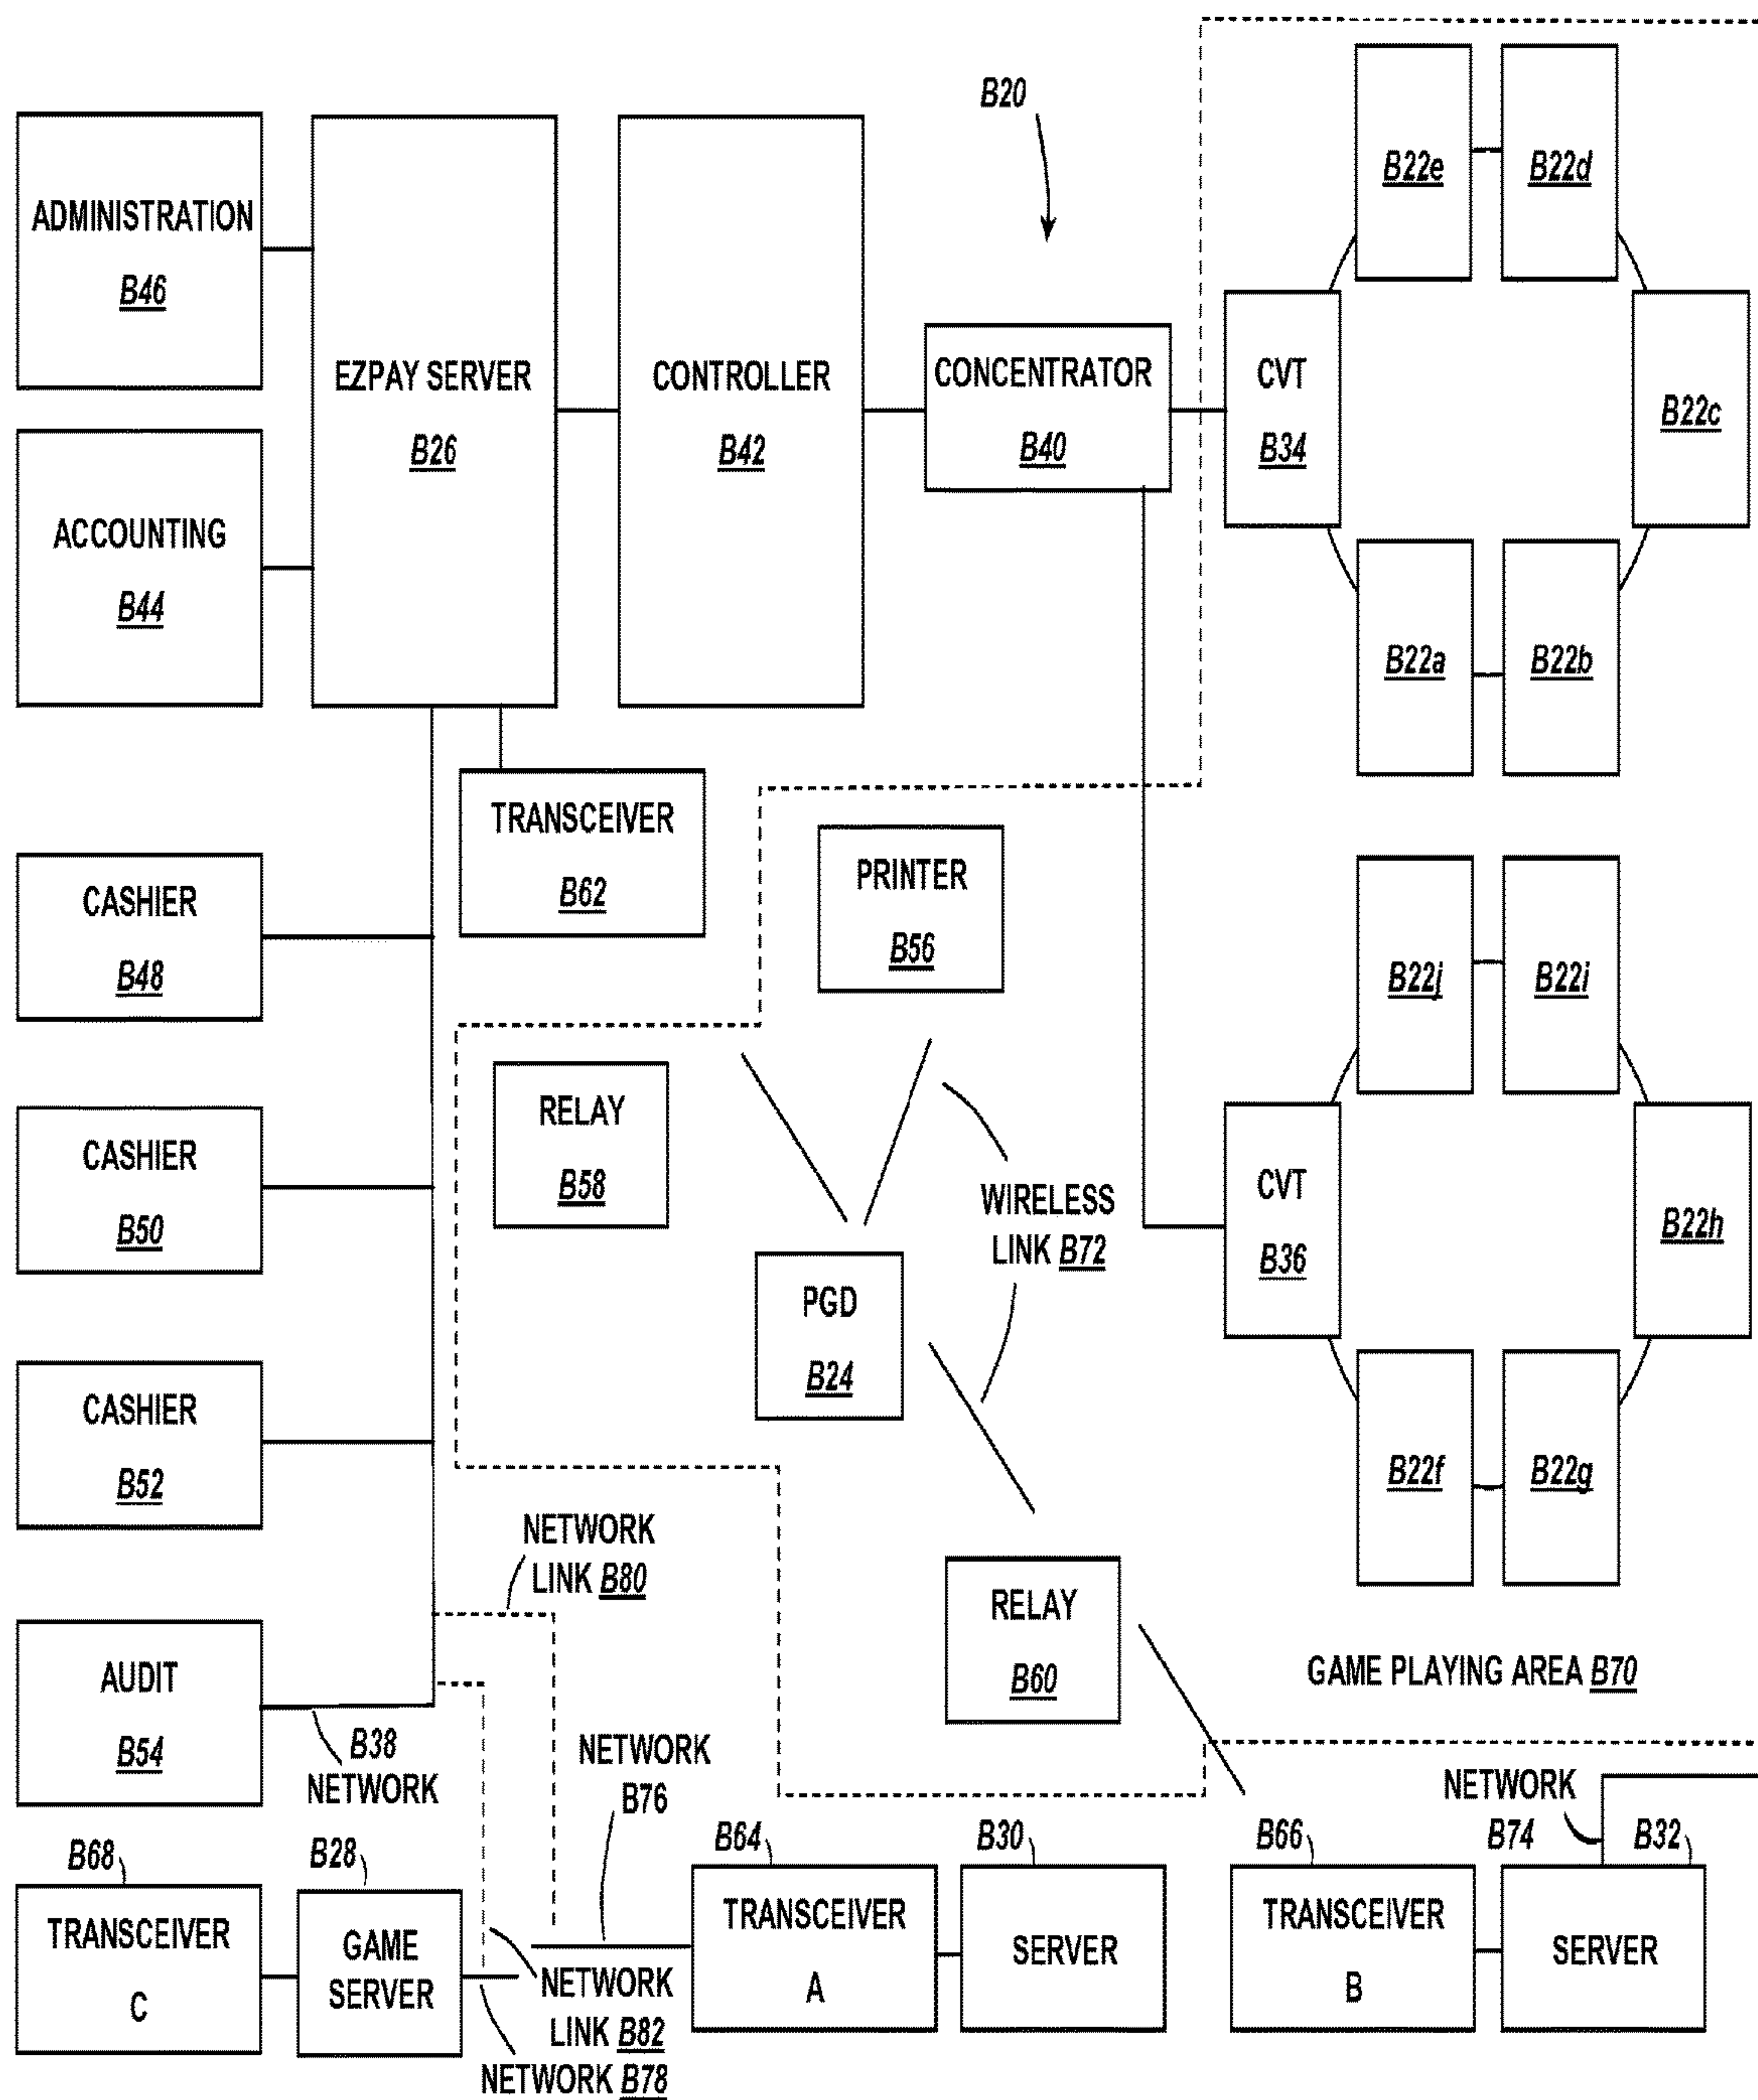 B20
B22e
B22d
ADMINISTRATION
B46
EZPAY SERVER
B26
CONTROLLER
B42
CONCENTRATOR
B40
CVT
B34
B22c
ACCOUNTING
B44
B22a
B22b
TRANSCEIVER
B62
PRINTER
B56
CASHIER
B48
B22j
B22i
RELAY
B58
CASHIER
B50
WIRELESS
LINK B72
CVT
B36
B22h
PGD
B24
CASHIER
B52
B22f
B22g
NETWORK
LINK B80
RELAY
B60
GAME PLAYING AREA B70
AUDIT
B54
B38
NETWORK
NETWORK
B76
NETWORK
B74
B68
B28
B64
B30
B66
B32
TRANSCEIVER
C
GAME
SERVER
NETWORK
LINK B82
NETWORK B78
TRANSCEIVER
A
SERVER
TRANSCEIVER
B
SERVER